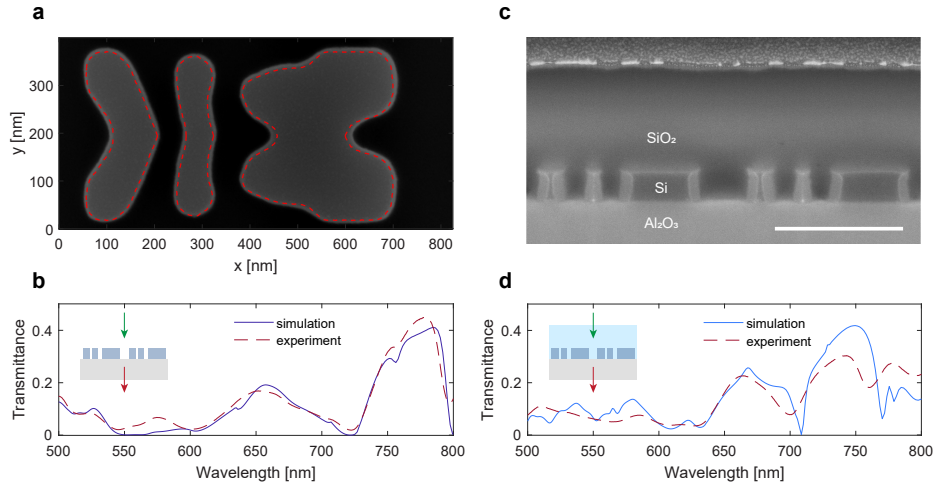 a
y [nm]
300
200
100
0
0 100 200 300 400 500 600 700 800
x [nm]
c
SiO₂
Si
Al₂O₃
b
Transmittance
0.4
0.2
0
simulation
experiment
500 550 600 650 700 750 800
Wavelength [nm]
d
Transmittance
0.4
0.2
0
simulation
experiment
500 550 600 650 700 750 800
Wavelength [nm]